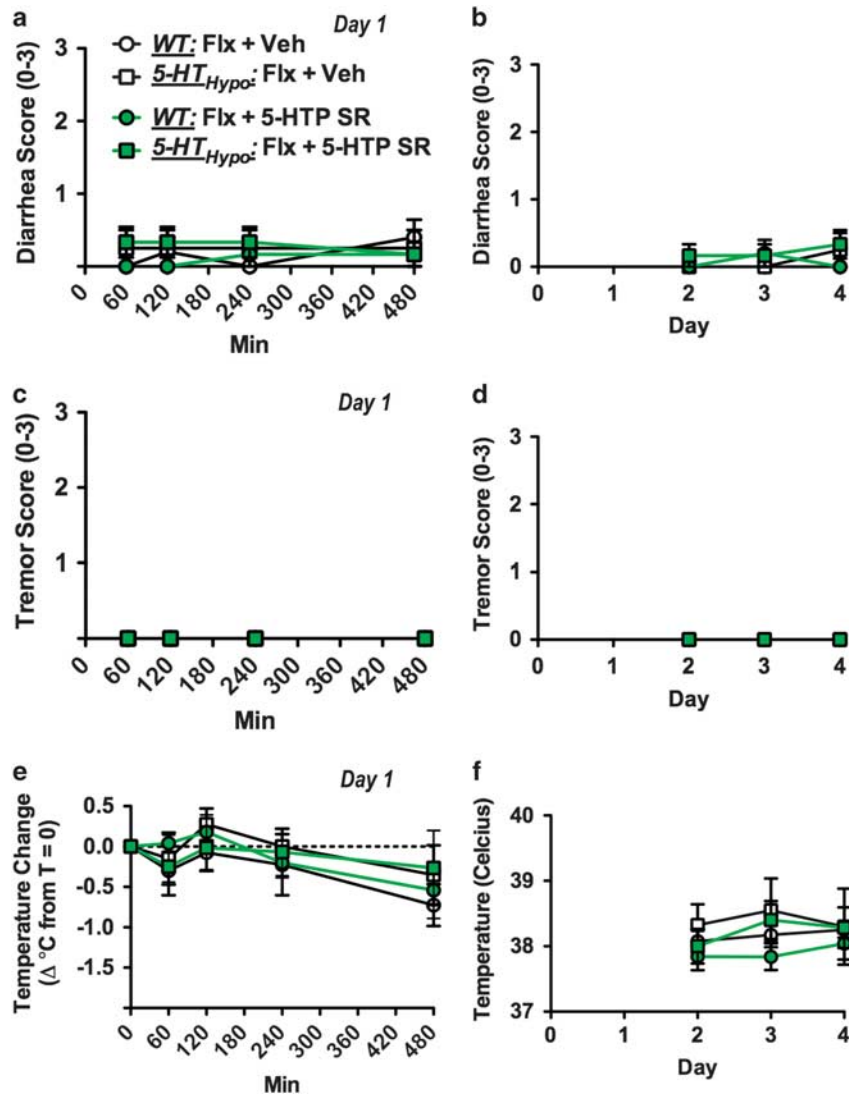 a
Day 1
Diarrhea Score (0-3)
3
2
1
0
WT: Flx + Veh
5-HTHypo: Flx + Veh
WT: Flx + 5-HTP SR
5-HTHypo: Flx + 5-HTP SR
0 60 120 180 240 300 360 420 480
Min
b
Diarrhea Score (0-3)
3
2
1
0
0 1 2 3 4
Day
c
Day 1
Tremor Score (0-3)
3
2
1
0 60 120 180 240 300 360 420 480
Min
d
Tremor Score (0-3)
3
2
1
0
0 1 2 3 4
Day
e
Day 1
Temperature Change
(Δ °C from T = 0)
0.5
0.0
-0.5
-1.0
-1.5
0 60 120 180 240 300 360 420 480
Min
f
Temperature (Celcius)
40
39
38
37
0 1 2 3 4
Day